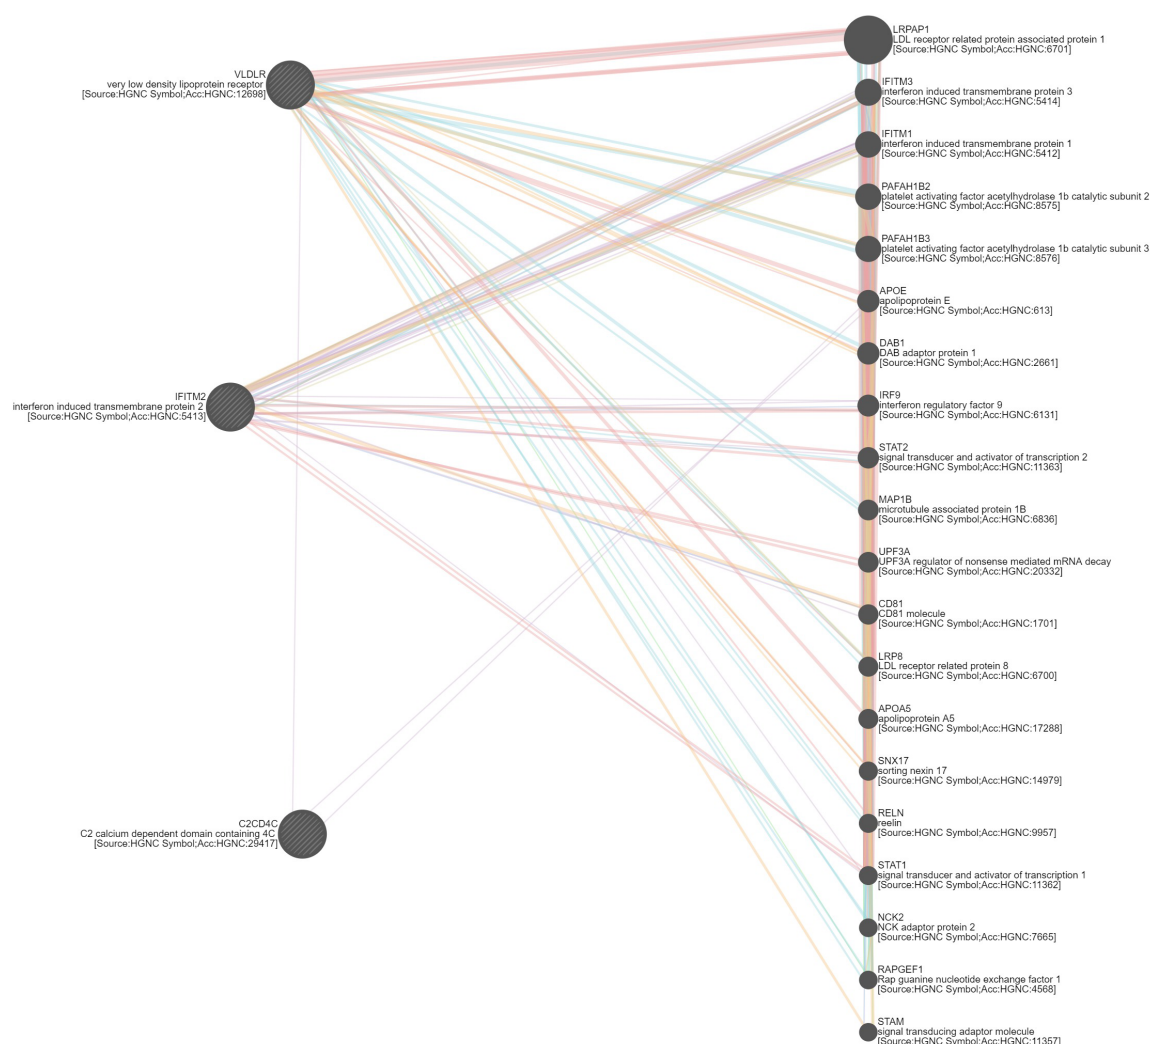 VLDLR
very low density lipoprotein receptor
[Source:HGNC Symbol;Acc:HGNC:12698]
IFITM2
interferon induced transmembrane protein 2
[Source:HGNC Symbol;Acc:HGNC:5413]
C2CD4C
C2 calcium dependent domain containing 4C
[Source:HGNC Symbol;Acc:HGNC:29417]
LRPAP1
LDL receptor related protein associated protein 1
[Source:HGNC Symbol;Acc:HGNC:6701]
IFITM3
interferon induced transmembrane protein 3
[Source:HGNC Symbol;Acc:HGNC:5414]
IFITM1
interferon induced transmembrane protein 1
[Source:HGNC Symbol;Acc:HGNC:5412]
PAFAH1B2
platelet activating factor acetylhydrolase 1b catalytic subunit 2
[Source:HGNC Symbol;Acc:HGNC:8575]
PAFAH1B3
platelet activating factor acetylhydrolase 1b catalytic subunit 3
[Source:HGNC Symbol;Acc:HGNC:8576]
APOE
apolipoprotein E
[Source:HGNC Symbol;Acc:HGNC:613]
DAB1
DAB adaptor protein 1
[Source:HGNC Symbol;Acc:HGNC:2661]
IRF9
interferon regulatory factor 9
[Source:HGNC Symbol;Acc:HGNC:6131]
STAT2
signal transducer and activator of transcription 2
[Source:HGNC Symbol;Acc:HGNC:11363]
MAP1B
microtubule associated protein 1B
[Source:HGNC Symbol;Acc:HGNC:6836]
UPF3A
UPF3A regulator of nonsense mediated mRNA decay
[Source:HGNC Symbol;Acc:HGNC:20332]
CD81
CD81 molecule
[Source:HGNC Symbol;Acc:HGNC:1701]
LRP8
LDL receptor related protein 8
[Source:HGNC Symbol;Acc:HGNC:6700]
APOA5
apolipoprotein A5
[Source:HGNC Symbol;Acc:HGNC:17288]
SNX17
sorting nexin 17
[Source:HGNC Symbol;Acc:HGNC:14979]
RELN
reelin
[Source:HGNC Symbol;Acc:HGNC:9957]
STAT1
signal transducer and activator of transcription 1
[Source:HGNC Symbol;Acc:HGNC:11362]
NCK2
NCK adaptor protein 2
[Source:HGNC Symbol;Acc:HGNC:7665]
RAPGEF1
Rap guanine nucleotide exchange factor 1
[Source:HGNC Symbol;Acc:HGNC:4568]
STAM
signal transducing adaptor molecule
[Source:HGNC Symbol;Acc:HGNC:11357]